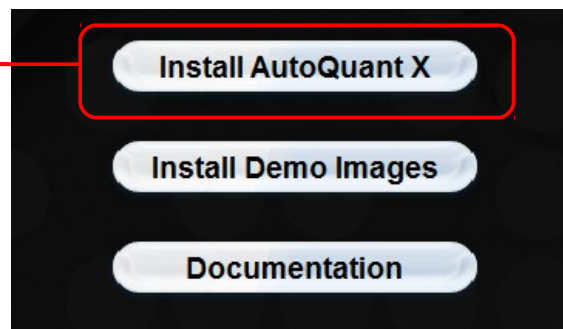 Install AutoQuant X
Install Demo Images
Documentation